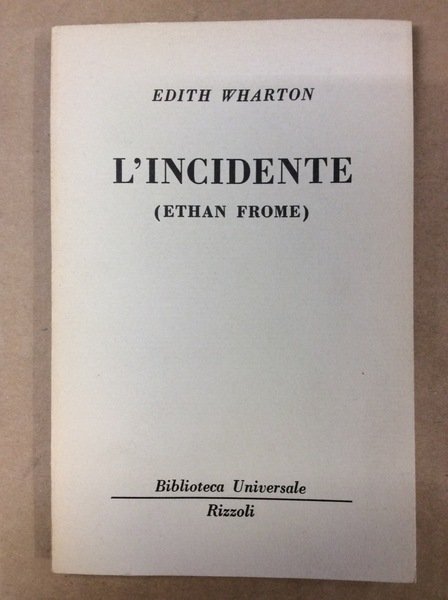 EDITH WHARTON
L'INCIDENTE
(ETHAN FROME)
Biblioteca Universale
Rizzoli